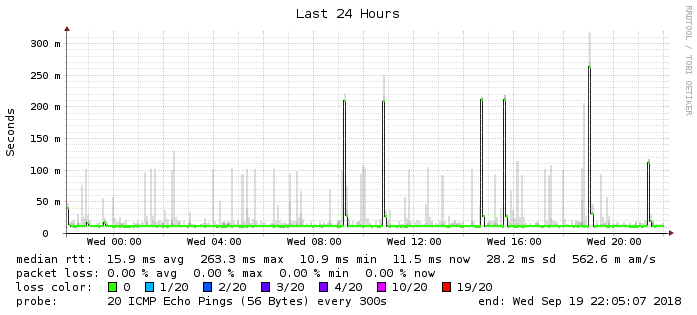 Last 24 Hours
RRDTOOL / TOBI OETIKER
Seconds
300 m
250 m
200 m
150 m
100 m
50 m
0
Wed 00:00 Wed 04:00 Wed 08:00 Wed 12:00 Wed 16:00 Wed 20:00
median rtt: 15.9 ms avg 263.3 ms max 10.9 ms min 11.5 ms now 28.2 ms sd 562.6 m am/s
packet loss: 0.00 % avg 0.00 % max 0.00 % min 0.00 % now
loss color: 0 1/20 2/20 3/20 4/20 10/20 19/20
probe: 20 ICMP Echo Pings (56 Bytes) every 300s end: Wed Sep 19 22:05:07 2018